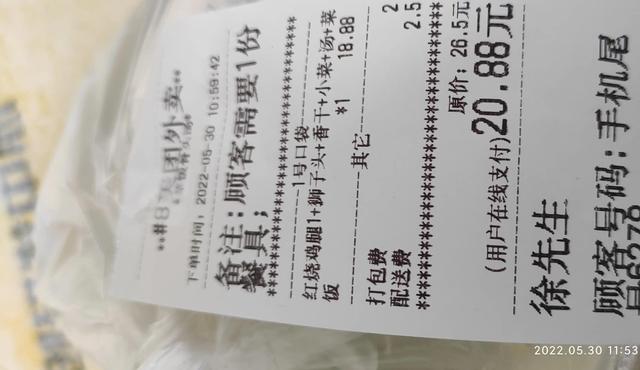 **#8美团外卖**
下单时间: 2022-05-30 10:59:42
备注:顾客需要1份
餐具;
********************************
1号口袋
红烧鸡腿1+狮子头+香干+小菜+汤+菜
饭 *1 18.88
其它
打包费 2
配送费 2.5
********************************
原价: 26.5元
(用户在线支付)20.88元
徐先生
顾客号码: 手机尾
2022.05.30 11:53